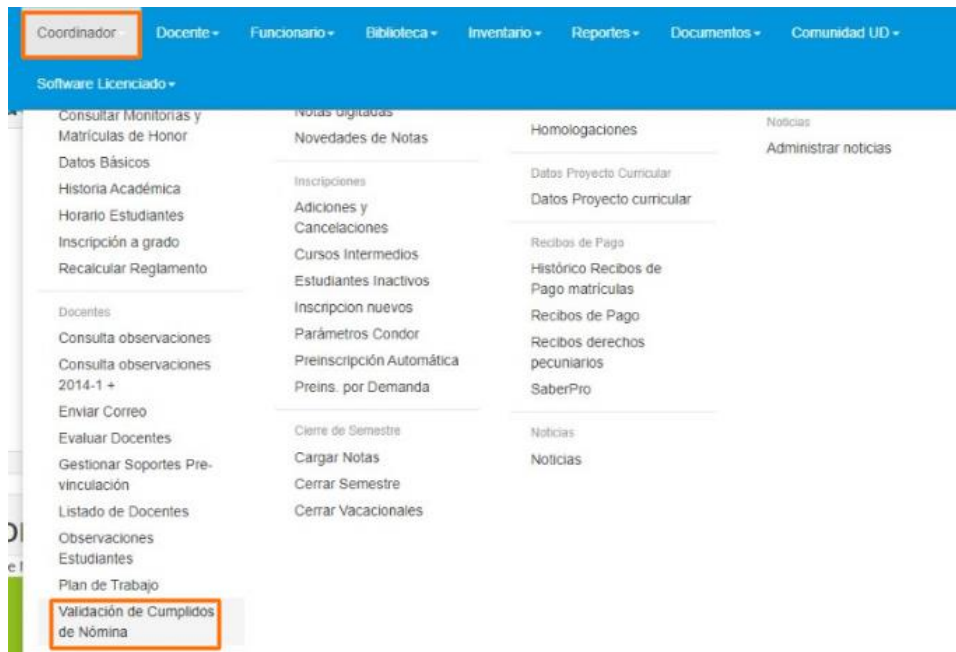 Coordinador
Docente
Funcionario
Biblioteca
Inventario
Reportes
Documentos
Comunidad UD
Software Licenciado
Consultar Monitorias y
Matrículas de Honor
Datos Básicos
Historia Académica
Horario Estudiantes
Inscripción a grado
Recalcular Reglamento
Docentes
Consulta observaciones
Consulta observaciones
2014-1 +
Enviar Correo
Evaluar Docentes
Gestionar Soportes Pre-
vinculación
Listado de Docentes
Observaciones
Estudiantes
Plan de Trabajo
Validación de Cumplidos
de Nómina
Notas digitadas
Novedades de Notas
Inscripciones
Adiciones y
Cancelaciones
Cursos Intermedios
Estudiantes Inactivos
Inscripcion nuevos
Parámetros Condor
Preinscripción Automática
Preins. por Demanda
Cierre de Semestre
Cargar Notas
Cerrar Semestre
Cerrar Vacacionales
Homologaciones
Datos Proyecto Curricular
Datos Proyecto curricular
Recibos de Pago
Histórico Recibos de
Pago matrículas
Recibos de Pago
Recibos derechos
pecuniarios
SaberPro
Noticias
Noticias
Noticias
Administrar noticias